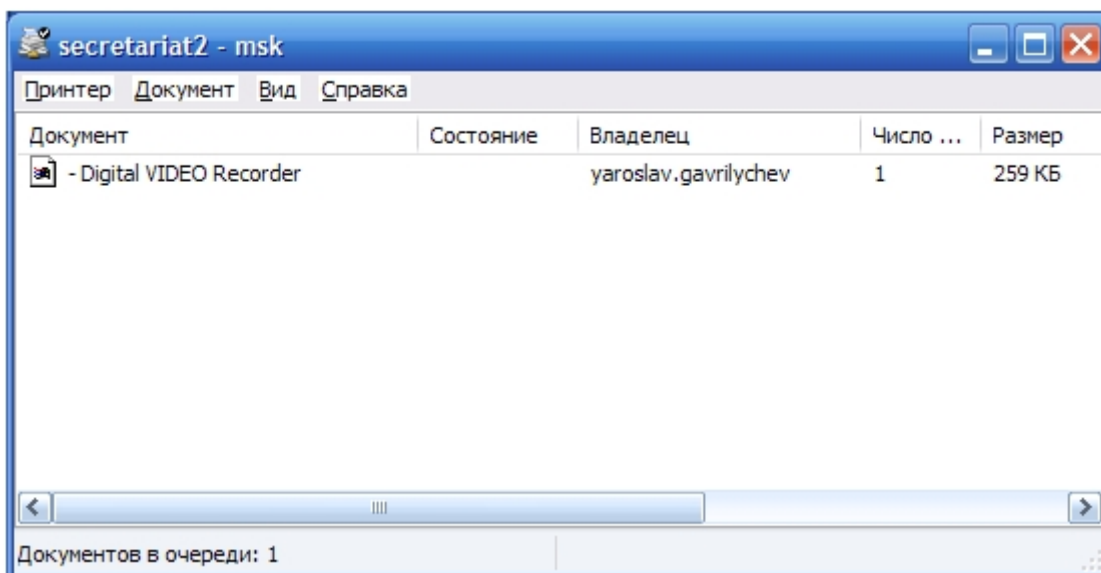 secretariat2 - msk
Принтер Документ Вид Справка
Документ Состояние Владелец Число ... Размер
- Digital VIDEO Recorder yaroslav.gavrilychev 1 259 КБ
Документов в очереди: 1